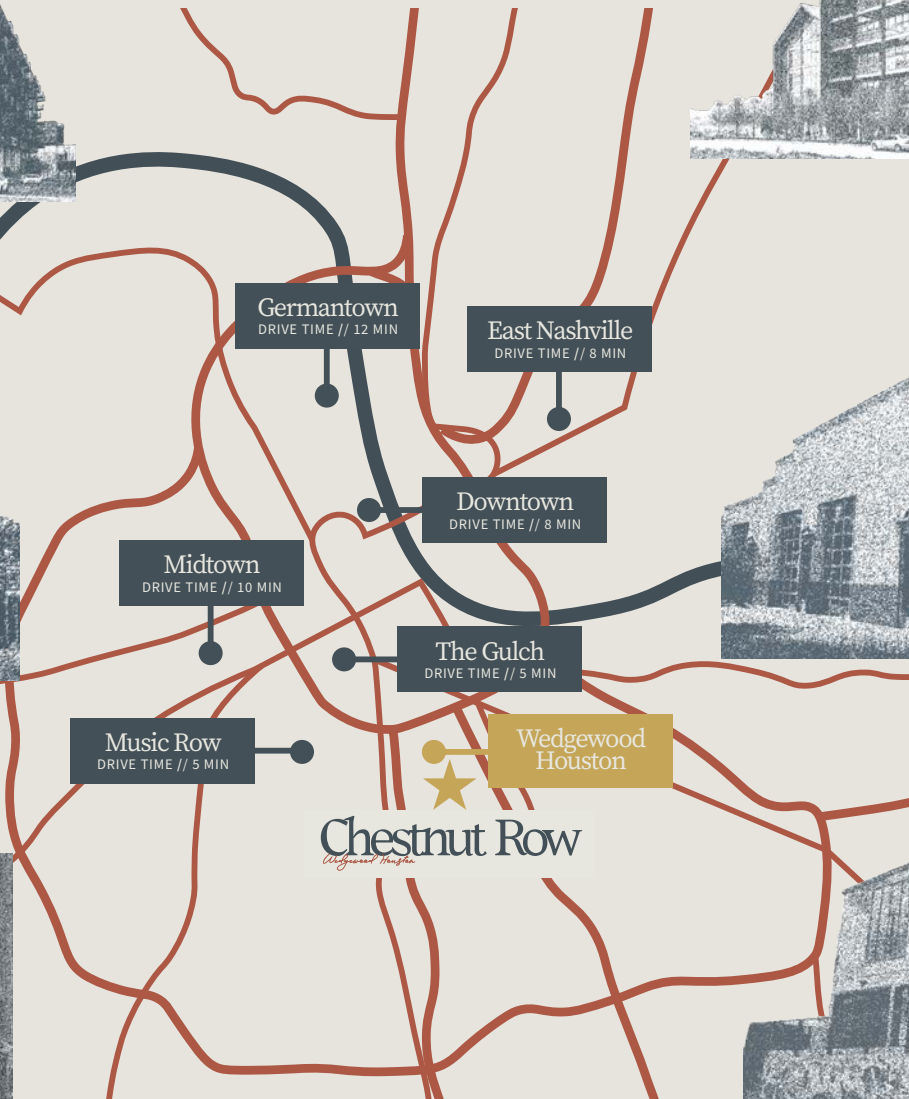 Germantown
DRIVE TIME // 12 MIN
East Nashville
DRIVE TIME // 8 MIN
Downtown
DRIVE TIME // 8 MIN
Midtown
DRIVE TIME // 10 MIN
The Gulch
DRIVE TIME // 5 MIN
Music Row
DRIVE TIME // 5 MIN
Wedgewood
Houston
Chestnut Row
Wedgewood Houston